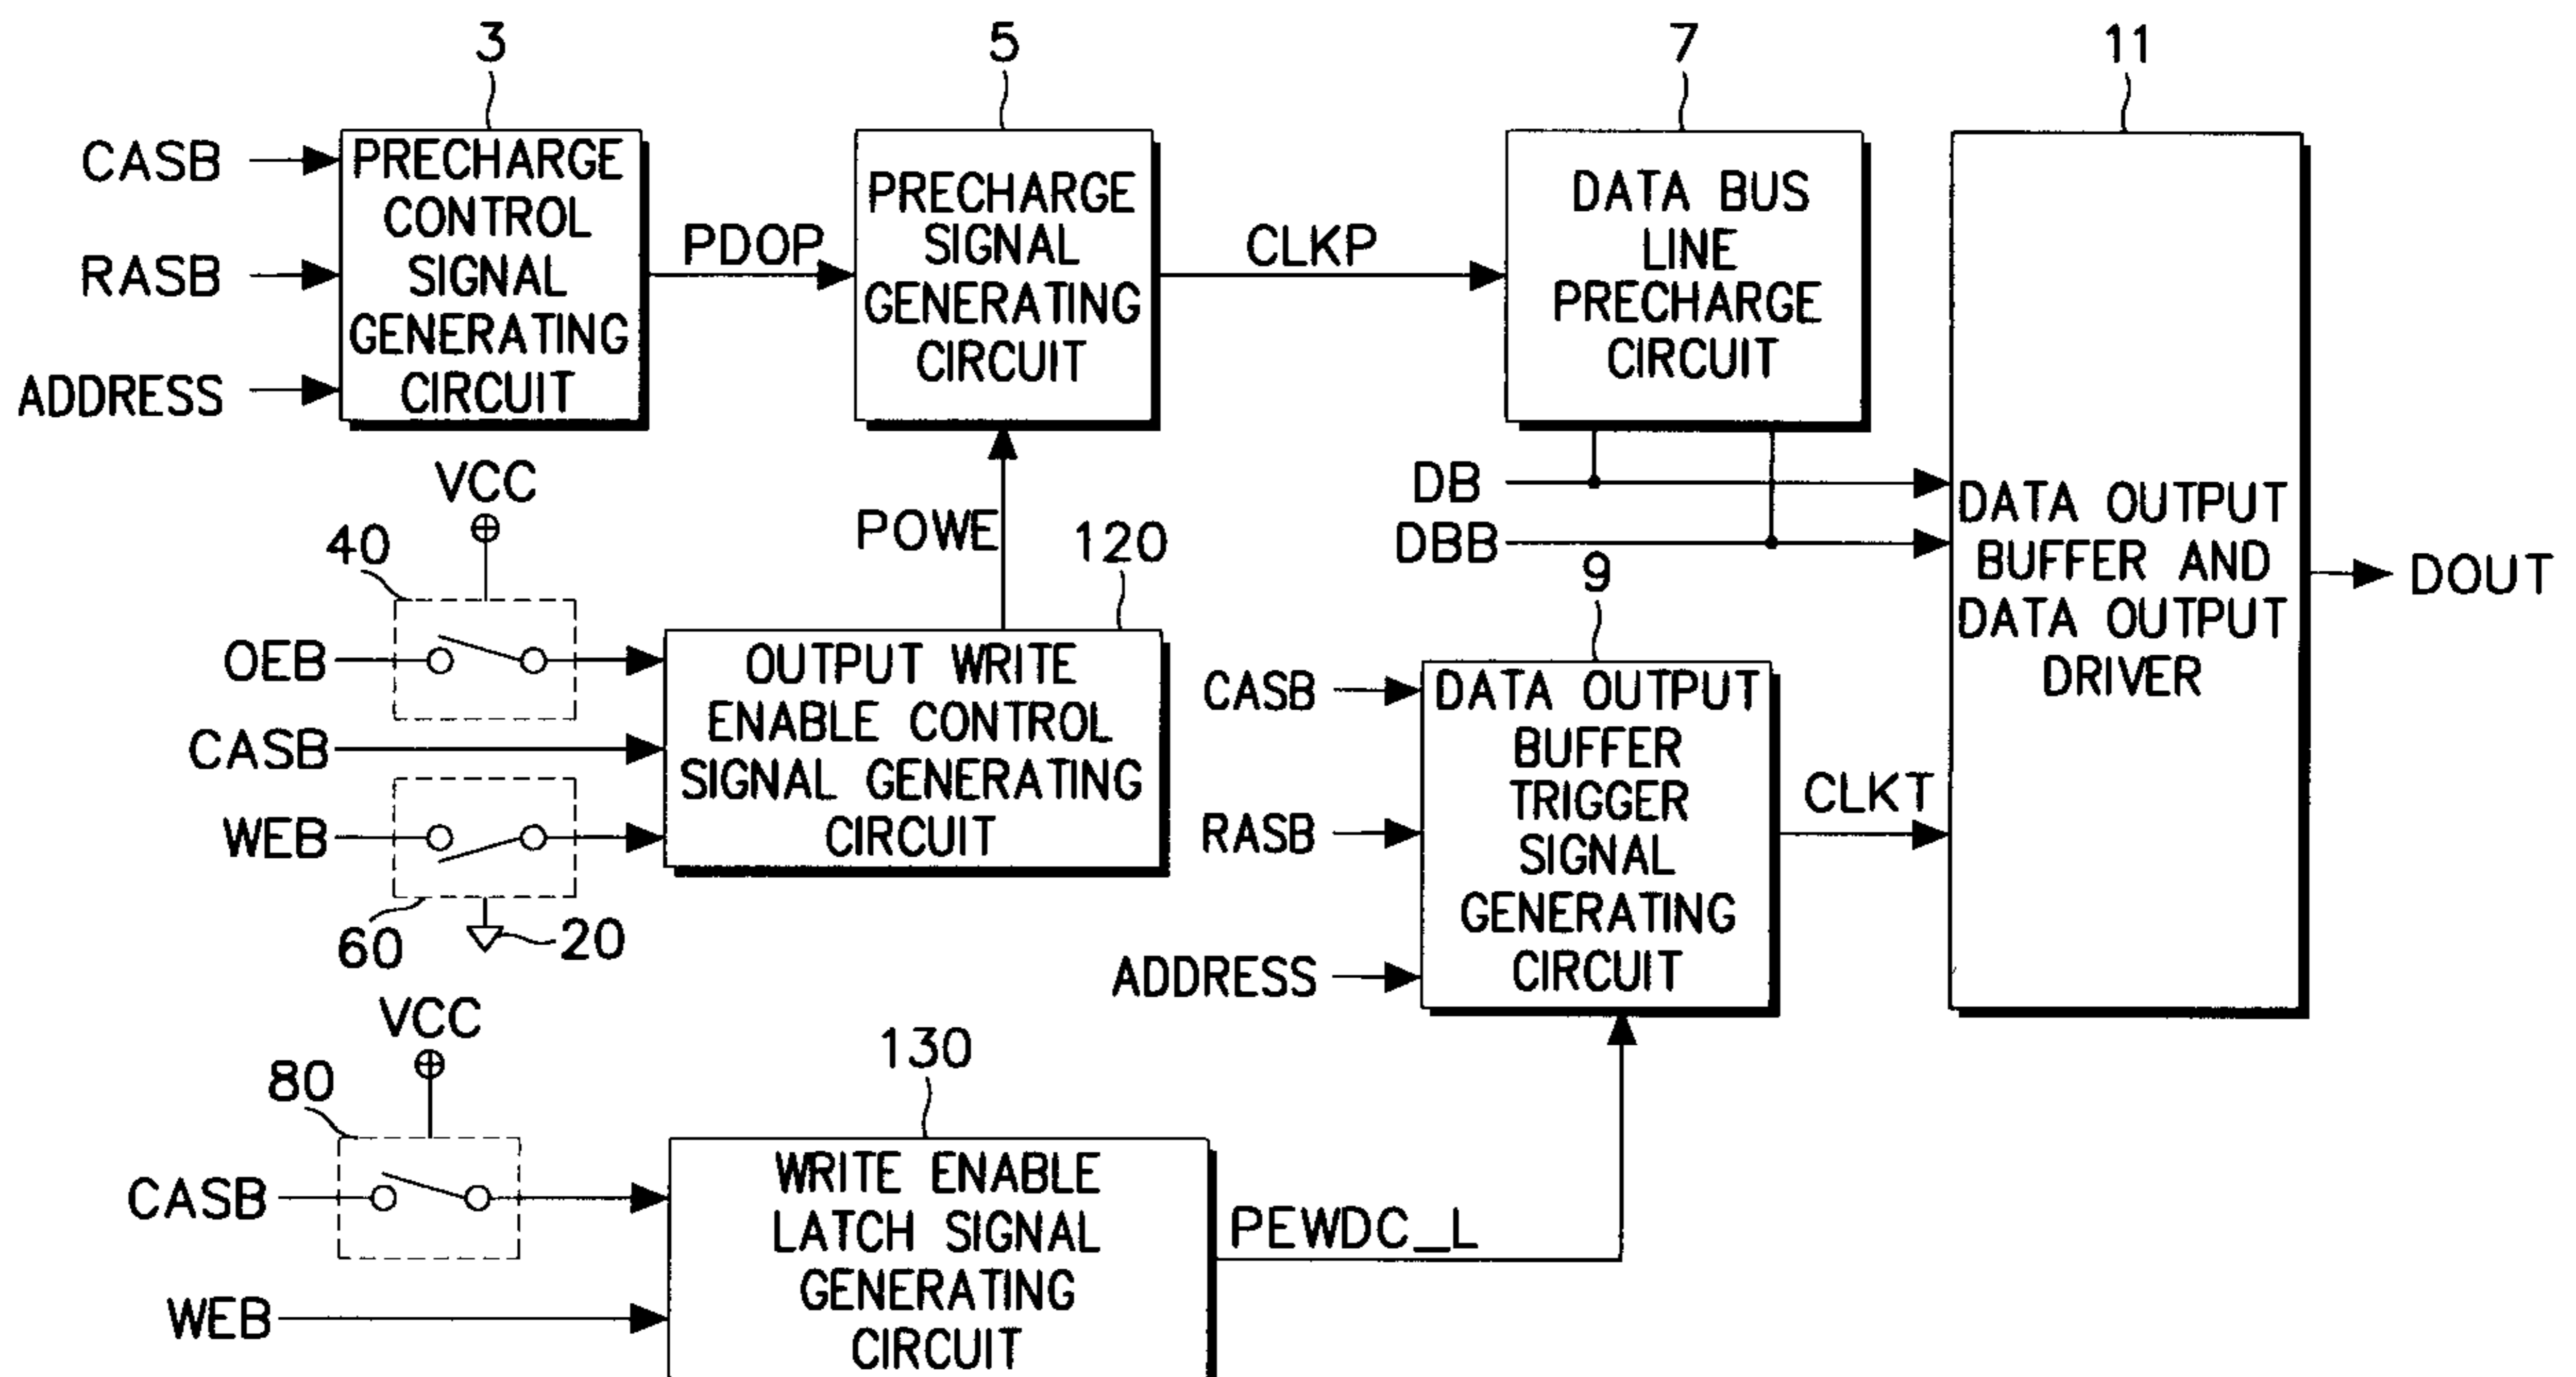 3
5
7
11
CASB
RASB
ADDRESS
PRECHARGE
CONTROL
SIGNAL
GENERATING
CIRCUIT
PDOP
PRECHARGE
SIGNAL
GENERATING
CIRCUIT
CLKP
DATA BUS
LINE
PRECHARGE
CIRCUIT
DB
DBB
DATA OUTPUT
BUFFER AND
DATA OUTPUT
DRIVER
DOUT
VCC
40
OEB
CASB
WEB
60
20
POWE
120
OUTPUT WRITE
ENABLE CONTROL
SIGNAL GENERATING
CIRCUIT
9
CASB
RASB
ADDRESS
DATA OUTPUT
BUFFER
TRIGGER
SIGNAL
GENERATING
CIRCUIT
CLKT
VCC
80
CASB
WEB
130
WRITE ENABLE
LATCH SIGNAL
GENERATING
CIRCUIT
PEWDC_L